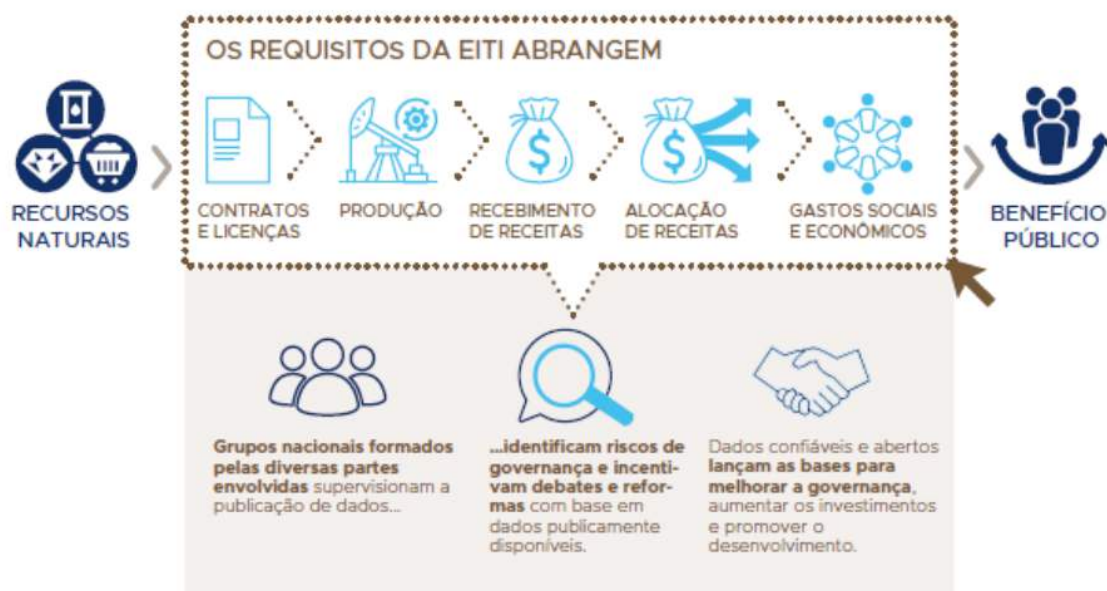 OS REQUISITOS DA EITI ABRANGEM
RECURSOS
NATURAIS
CONTRATOS
E LICENÇAS
PRODUÇÃO
RECEBIMENTO
DE RECEITAS
ALOCAÇÃO
DE RECEITAS
GASTOS SOCIAIS
E ECONÔMICOS
BENEFÍCIO
PÚBLICO
Grupos nacionais formados
pelas diversas partes
envolvidas supervisionam a
publicação de dados...
...identificam riscos de
governança e incenti-
vam debates e refor-
mas com base em
dados publicamente
disponíveis.
Dados confiáveis e abertos
lançam as bases para
melhorar a governança,
aumentar os investimentos
e promover o
desenvolvimento.